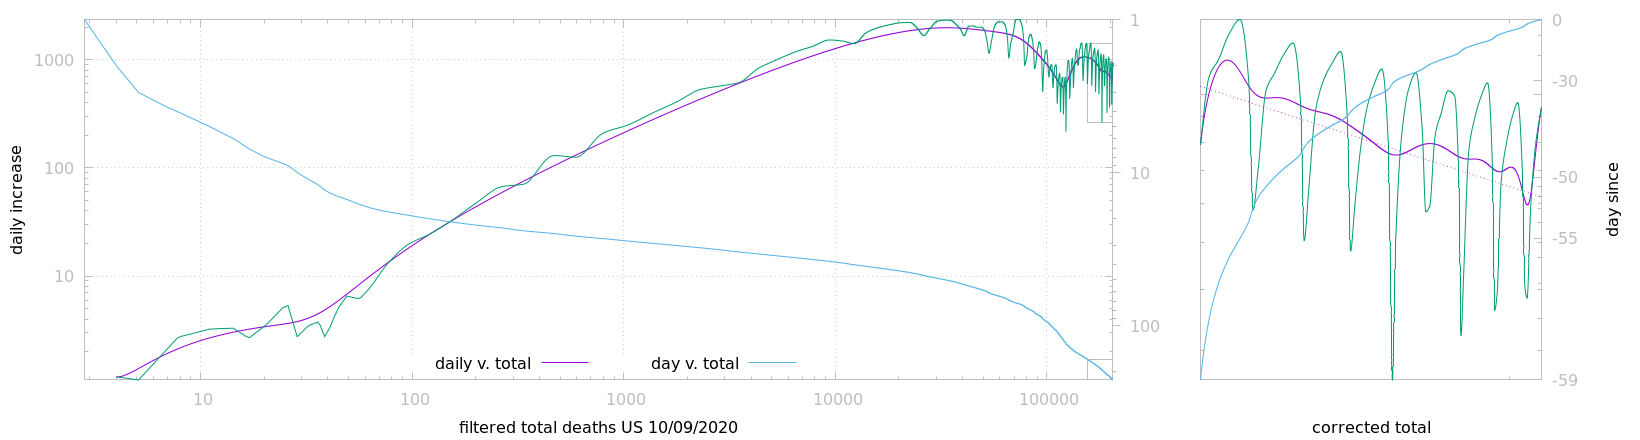 daily increase
1000
100
10
10
100
1000
10000
100000
1
10
100
daily v. total
day v. total
filtered total deaths US 10/09/2020
0
-30
-50
-55
-59
day since
corrected total